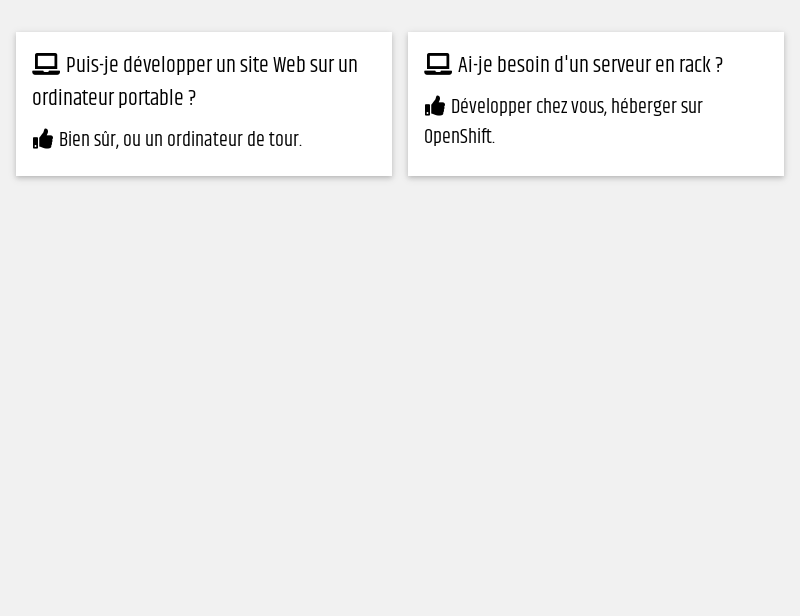 Puis-je développer un site Web sur un
ordinateur portable ?
Bien sûr, ou un ordinateur de tour.
Ai-je besoin d'un serveur en rack ?
Développer chez vous, héberger sur
OpenShift.